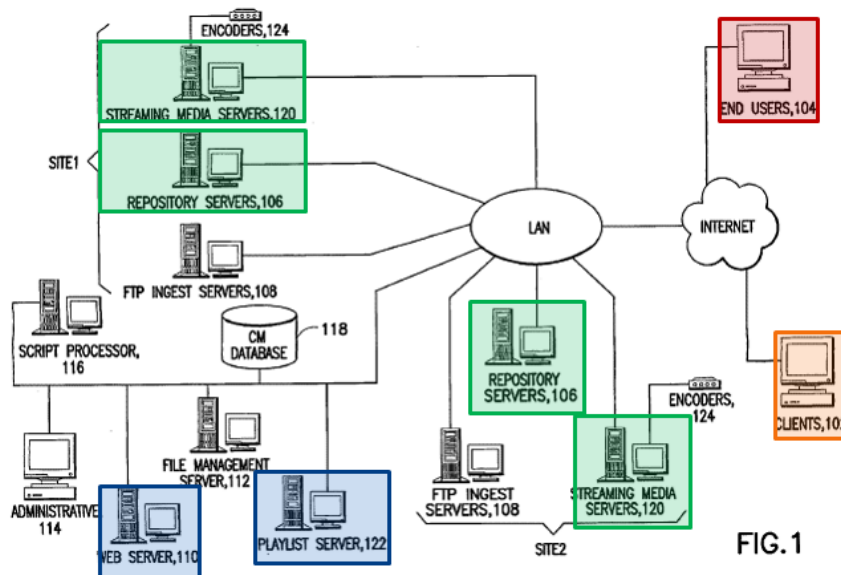 ENCODERS,124
STREAMING MEDIA SERVERS,120
END USERS,104
SITE1
REPOSITORY SERVERS,106
LAN
INTERNET
FTP INGEST SERVERS,108
SCRIPT PROCESSOR,
116
CM
DATABASE
118
REPOSITORY
SERVERS,106
ENCODERS,
124
CLIENTS,102
ADMINISTRATIVE
114
FILE MANAGEMENT
SERVER,112
WEB SERVER,110
PLAYLIST SERVER,122
FTP INGEST
SERVERS,108
STREAMING MEDIA
SERVERS,120
SITE2
FIG.1